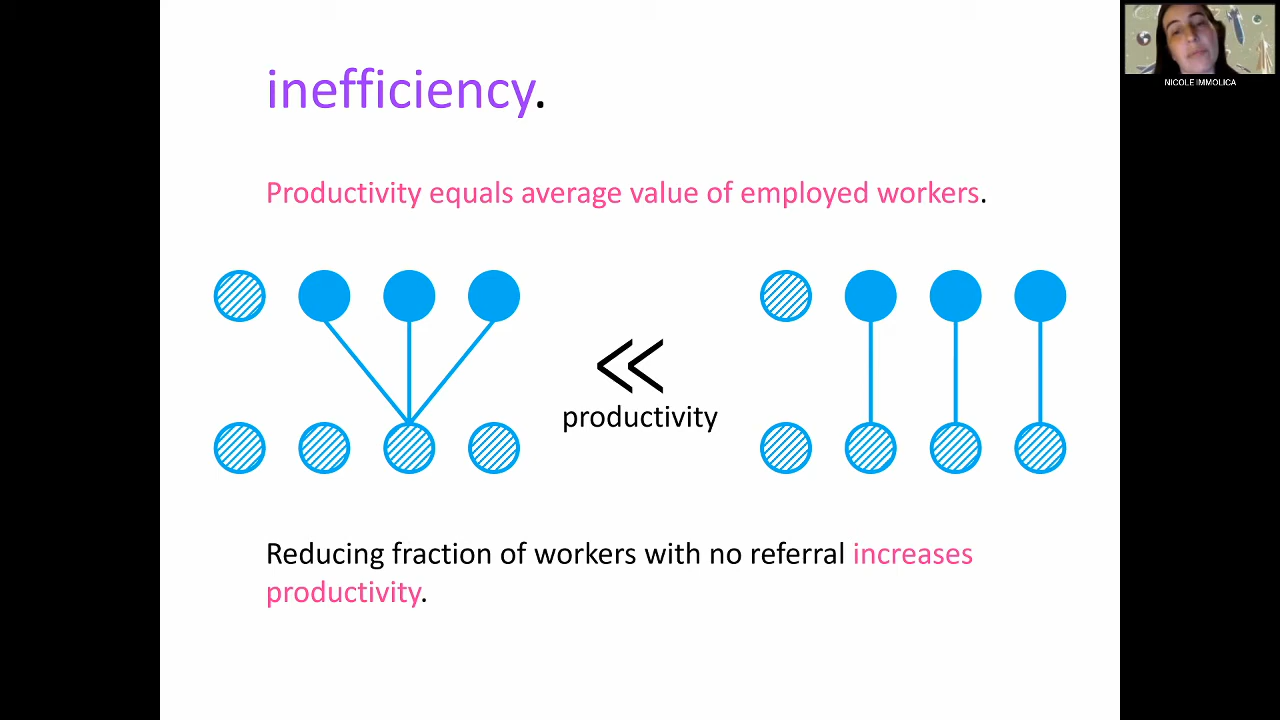 inefficiency.
NICOLE IMMOLICA
Productivity equals average value of employed workers.
<<
productivity
Reducing fraction of workers with no referral increases
productivity.